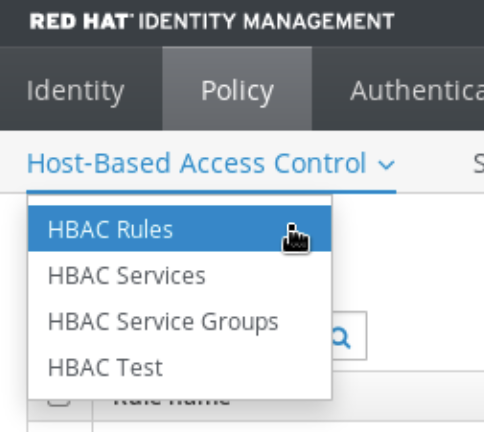 RED HAT® IDENTITY MANAGEMENT
Identity Policy
Host-Based Access Control
HBAC Rules
HBAC Services
HBAC Service Groups
HBAC Test